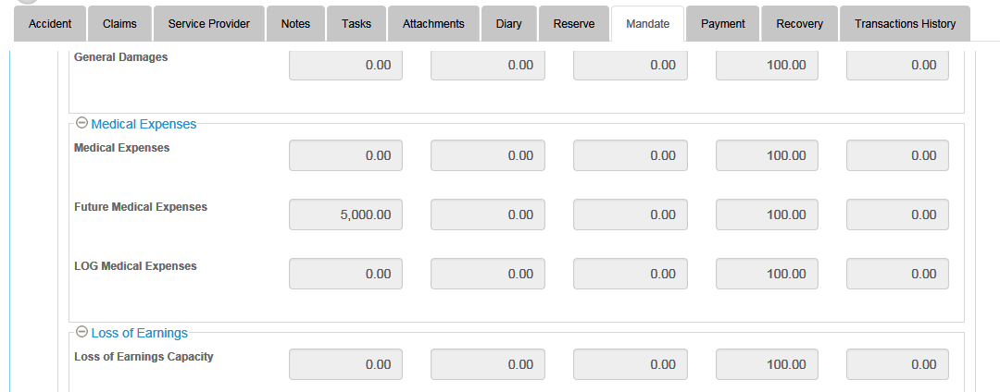 Accident Claims Service Provider Notes Tasks Attachments Diary Reserve Mandate Payment Recovery Transactions History
General Damages 0.00 0.00 0.00 100.00 0.00
Medical Expenses
Medical Expenses 0.00 0.00 0.00 100.00 0.00
Future Medical Expenses 5,000.00 0.00 0.00 100.00 0.00
LOG Medical Expenses 0.00 0.00 0.00 100.00 0.00
Loss of Earnings
Loss of Earnings Capacity 0.00 0.00 0.00 100.00 0.00